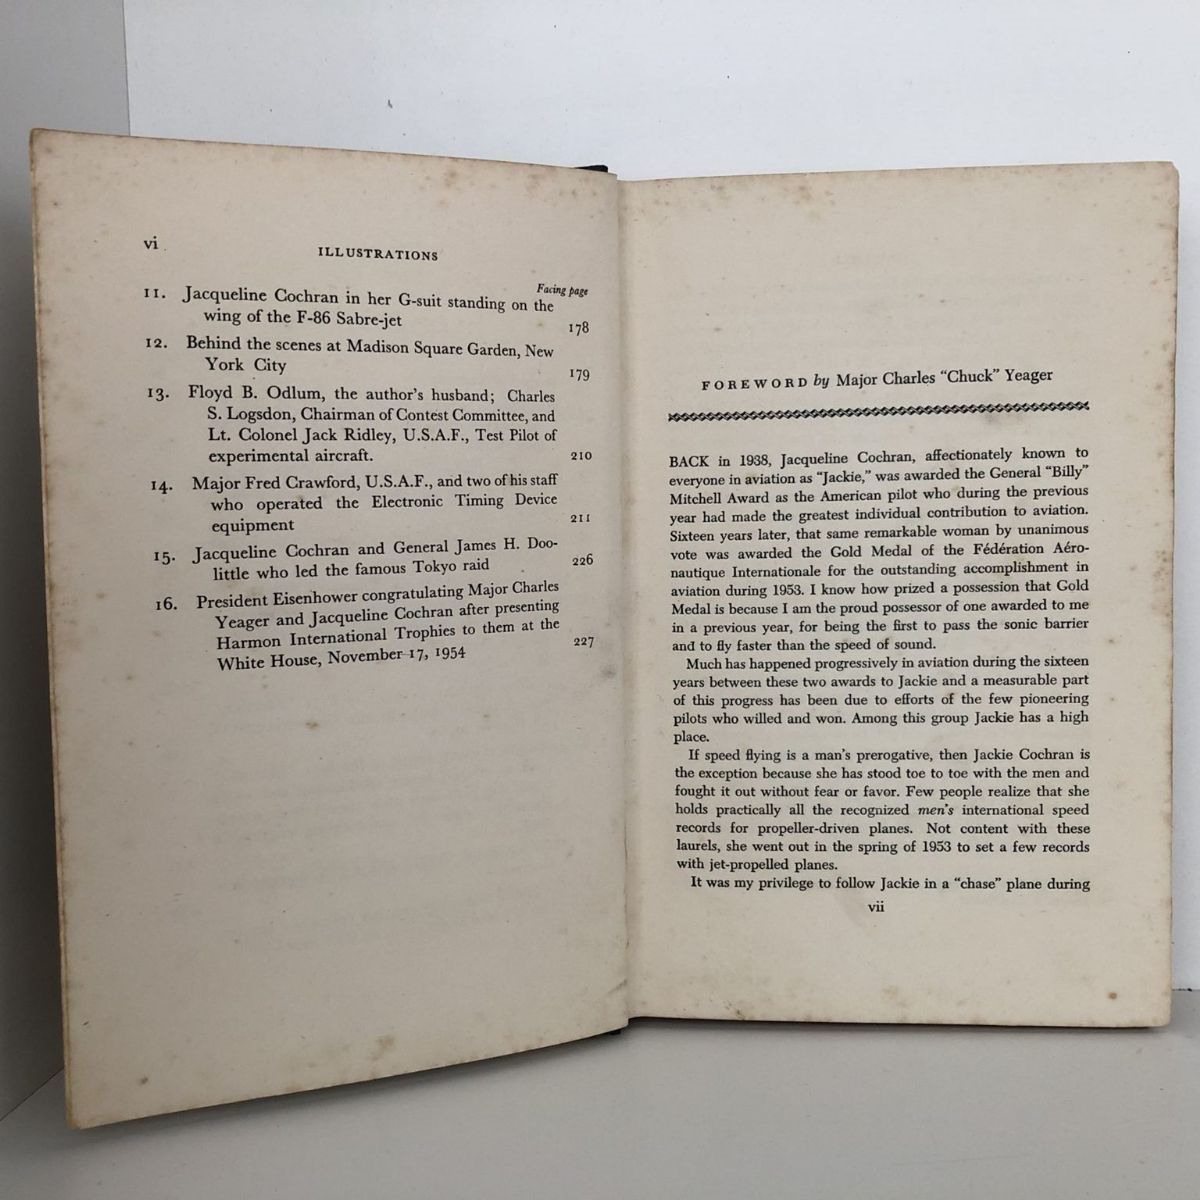 vi
ILLUSTRATIONS
Facing page
11. Jacqueline Cochran in her G-suit standing on the
wing of the F-86 Sabre-jet 178
12. Behind the scenes at Madison Square Garden, New
York City 179
13. Floyd B. Odlum, the author's husband; Charles
S. Logsdon, Chairman of Contest Committee, and
Lt. Colonel Jack Ridley, U.S.A.F., Test Pilot of
experimental aircraft. 210
14. Major Fred Crawford, U.S.A.F., and two of his staff
who operated the Electronic Timing Device
equipment 211
15. Jacqueline Cochran and General James H. Doo-
little who led the famous Tokyo raid 226
16. President Eisenhower congratulating Major Charles
Yeager and Jacqueline Cochran after presenting
Harmon International Trophies to them at the
White House, November 17, 1954 227
FOREWORD by Major Charles "Chuck" Yeager
BACK in 1938, Jacqueline Cochran, affectionately known to
everyone in aviation as "Jackie," was awarded the General "Billy"
Mitchell Award as the American pilot who during the previous
year had made the greatest individual contribution to aviation.
Sixteen years later, that same remarkable woman by unanimous
vote was awarded the Gold Medal of the Fédération Aéro-
nautique Internationale for the outstanding accomplishment in
aviation during 1953. I know how prized a possession that Gold
Medal is because I am the proud possessor of one awarded to me
in a previous year, for being the first to pass the sonic barrier
and to fly faster than the speed of sound.
Much has happened progressively in aviation during the sixteen
years between these two awards to Jackie and a measurable part
of this progress has been due to efforts of the few pioneering
pilots who willed and won. Among this group Jackie has a high
place.
If speed flying is a man's prerogative, then Jackie Cochran is
the exception because she has stood toe to toe with the men and
fought it out without fear or favor. Few people realize that she
holds practically all the recognized men's international speed
records for propeller-driven planes. Not content with these
laurels, she went out in the spring of 1953 to set a few records
with jet-propelled planes.
It was my privilege to follow Jackie in a "chase" plane during
vii